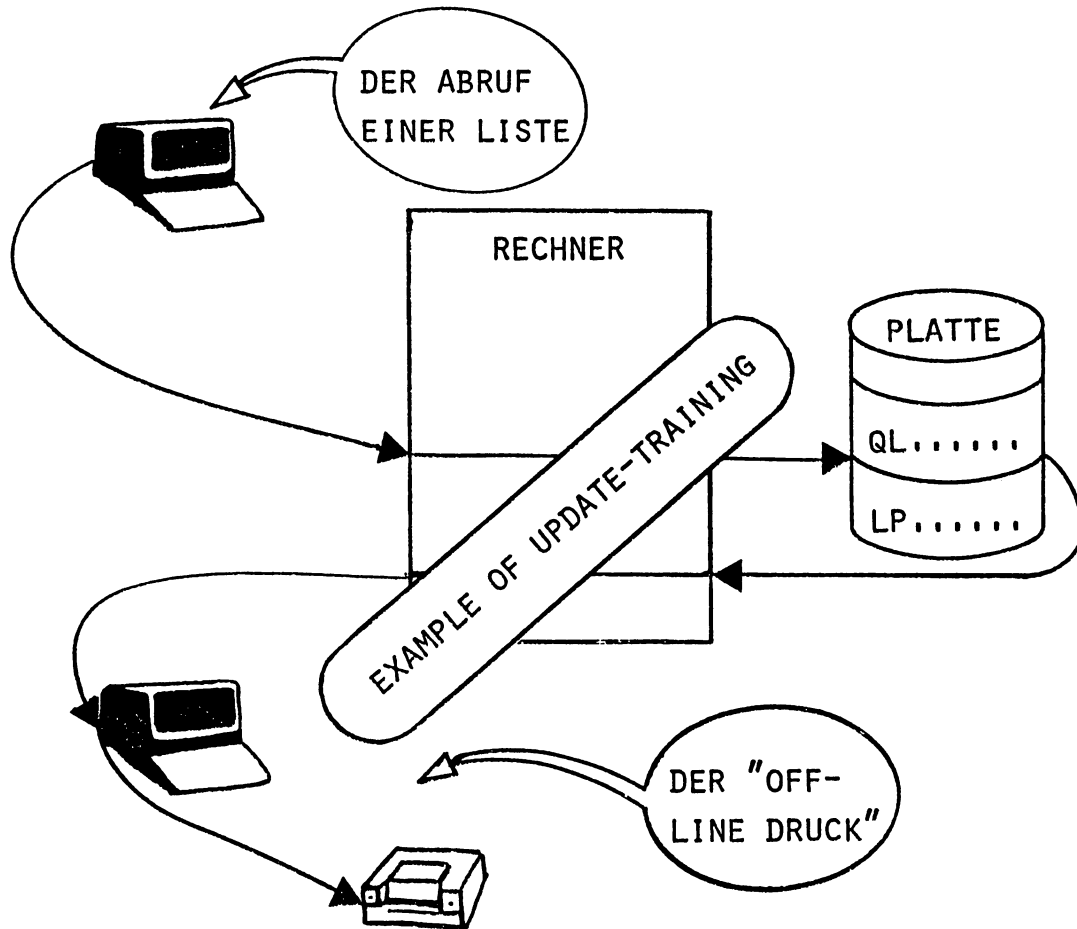 DER ABRUF
EINER LISTE
RECHNER
PLATTE
QL......
LP......
EXAMPLE OF UPDATE-TRAINING
DER "OFF-
LINE DRUCK"